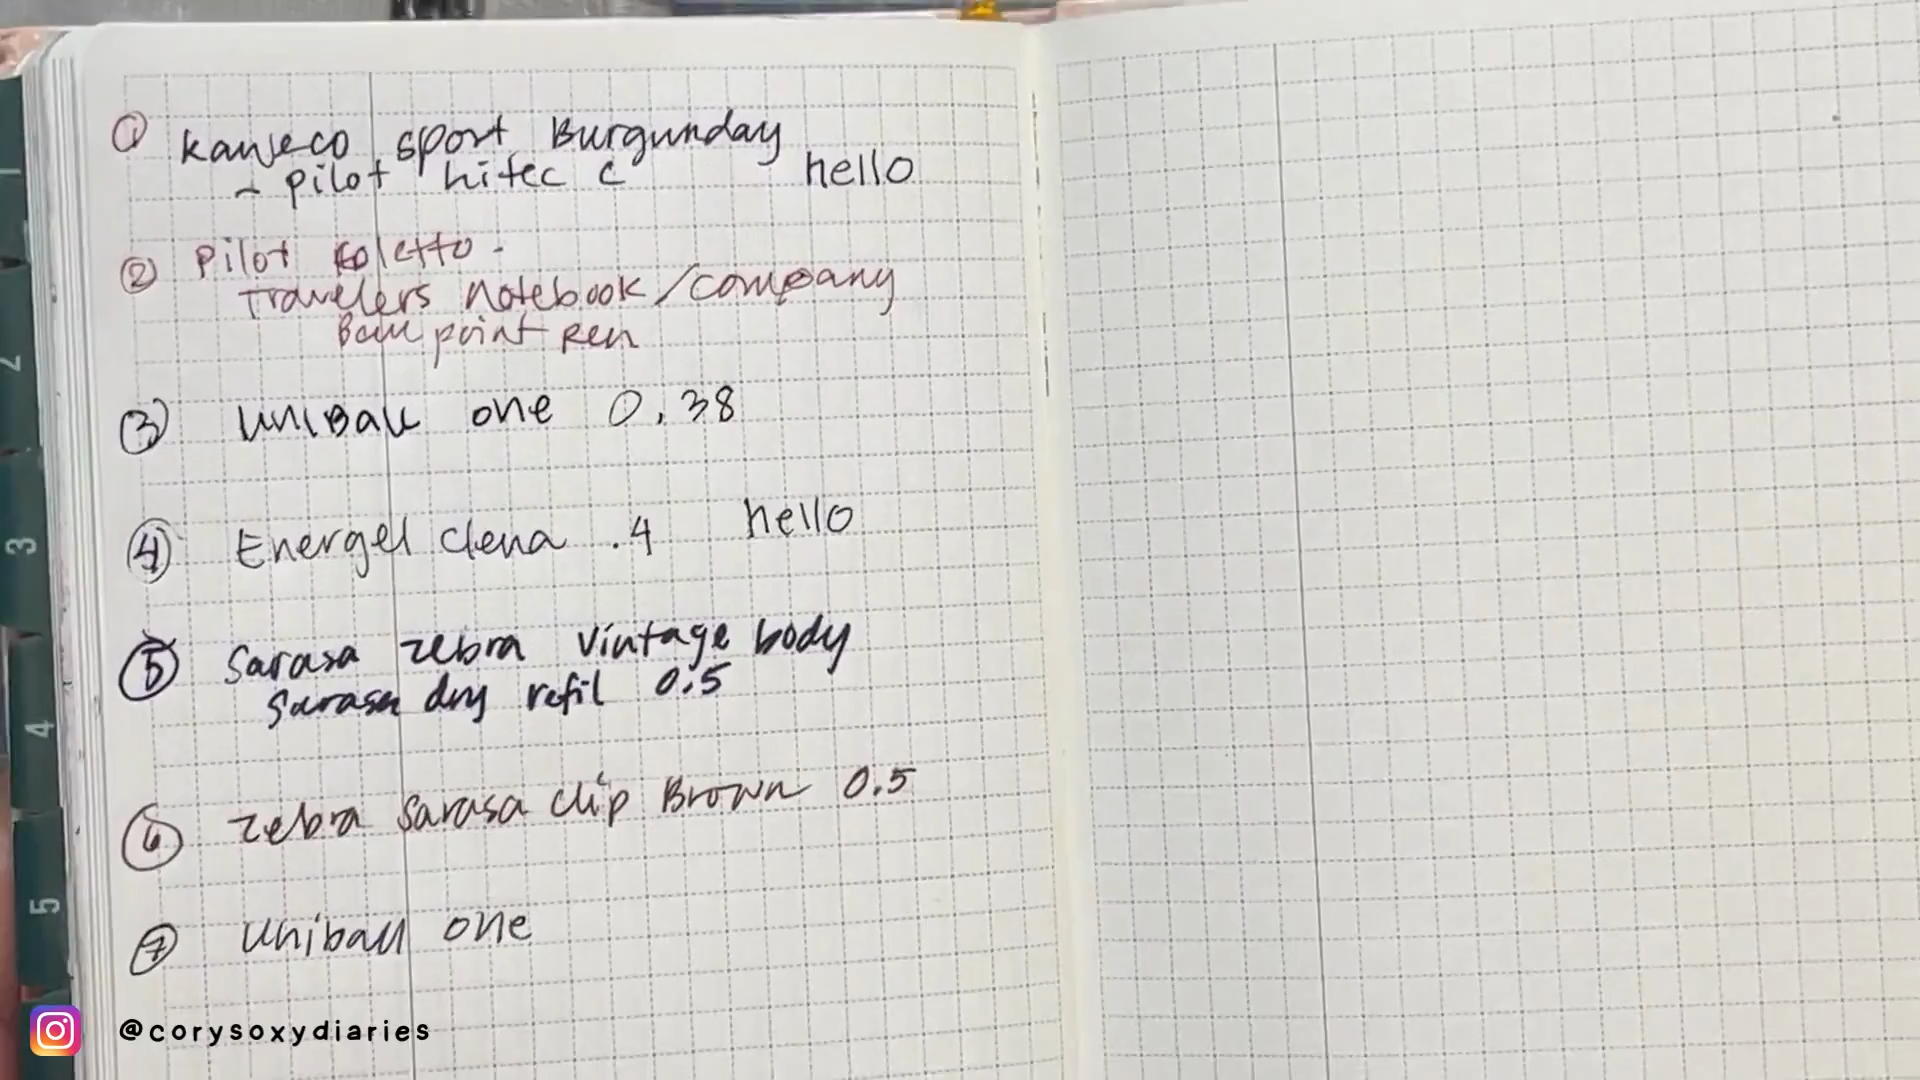 ① Kaweco sport Burgunday
- pilot hitec c hello
② Pilot Coletto -
Travelers Notebook/company
Ball point Pen
③ UNIBall one 0.38
④ Energel clena .4 hello
⑤ Sarasa zebra vintage body
Sarasa dry refil 0.5
⑥ zebra Sarasa clip Brown 0.5
⑦ Uniball one
1
2
3
4
5
@corysoxydiaries